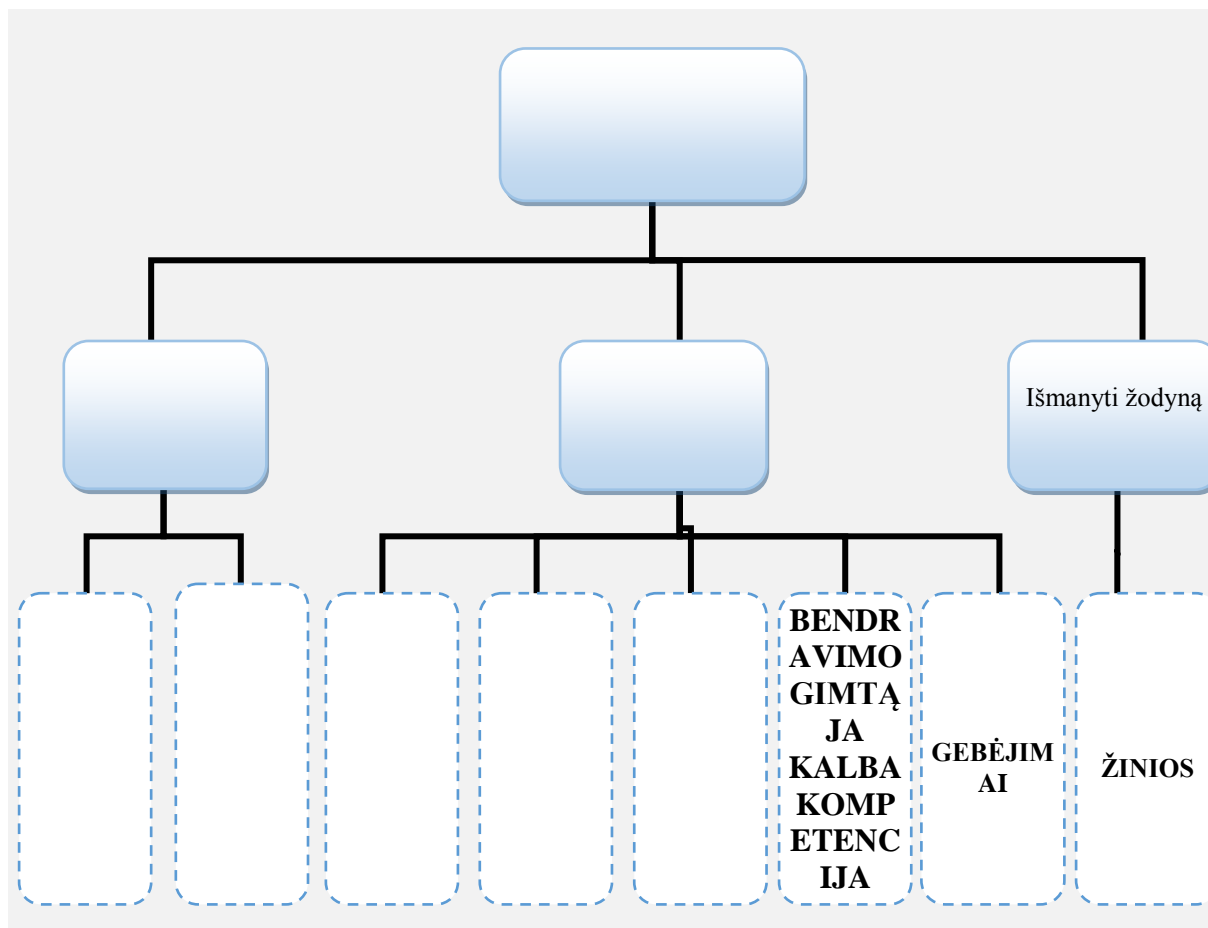 Išmanyti žodyną
BENDR
AVIMO
GIMTĄ
JA
KALBA
KOMP
ETENC
IJA
GEBĖJIM
AI
ŽINIOS